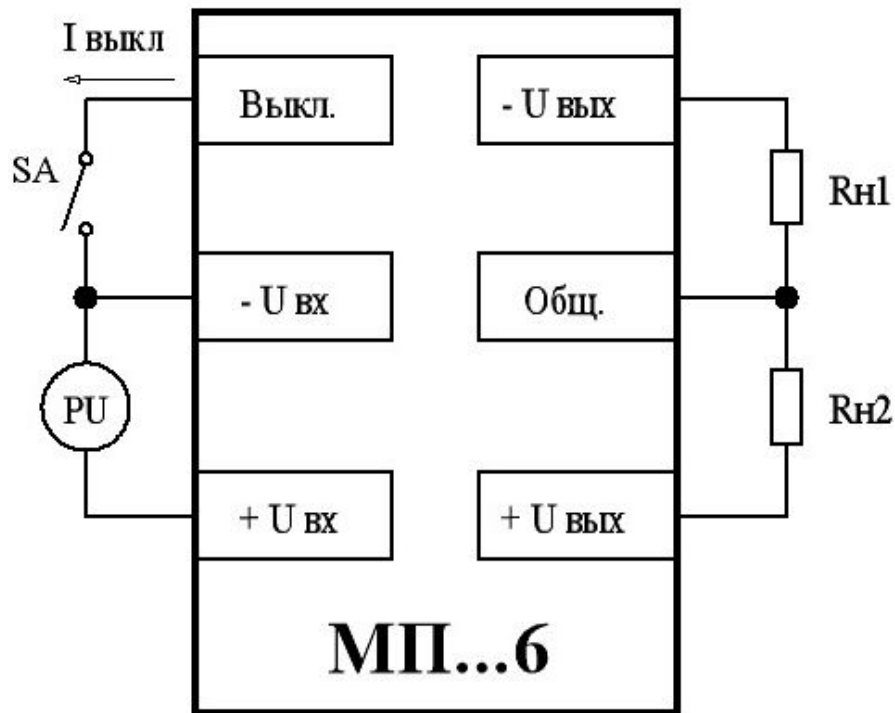 I выкл
Выкл.
- U вых
SA
Rн1
- U вх
Общ.
PU
Rн2
+ U вх
+ U вых
МП...6